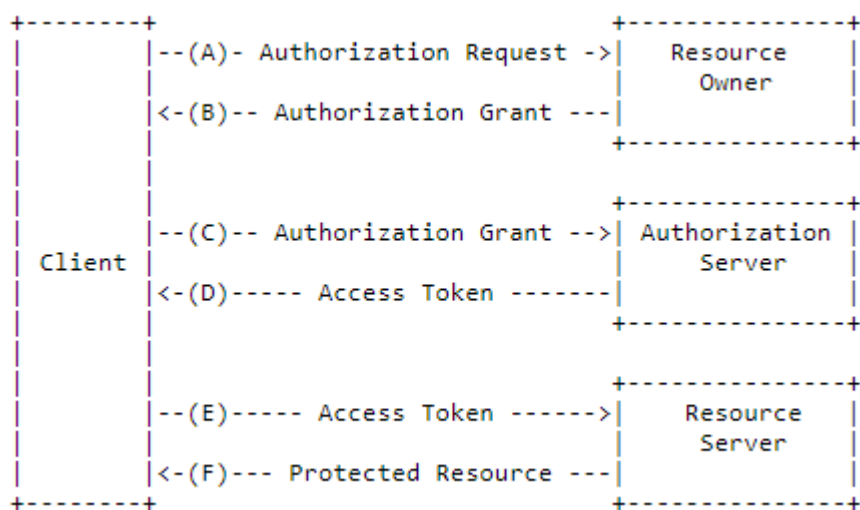 +--------+                               +---------------+
|        |--(A)- Authorization Request ->|   Resource    |
|        |                               |     Owner     |
|        |<-(B)-- Authorization Grant ---|               |
|        |                               +---------------+
|        |
|        |                               +---------------+
|        |--(C)-- Authorization Grant -->| Authorization |
| Client |                               |     Server    |
|        |<-(D)----- Access Token -------|               |
|        |                               +---------------+
|        |
|        |                               +---------------+
|        |--(E)----- Access Token ------>|    Resource   |
|        |                               |     Server    |
|        |<-(F)--- Protected Resource ---|               |
+--------+                               +---------------+